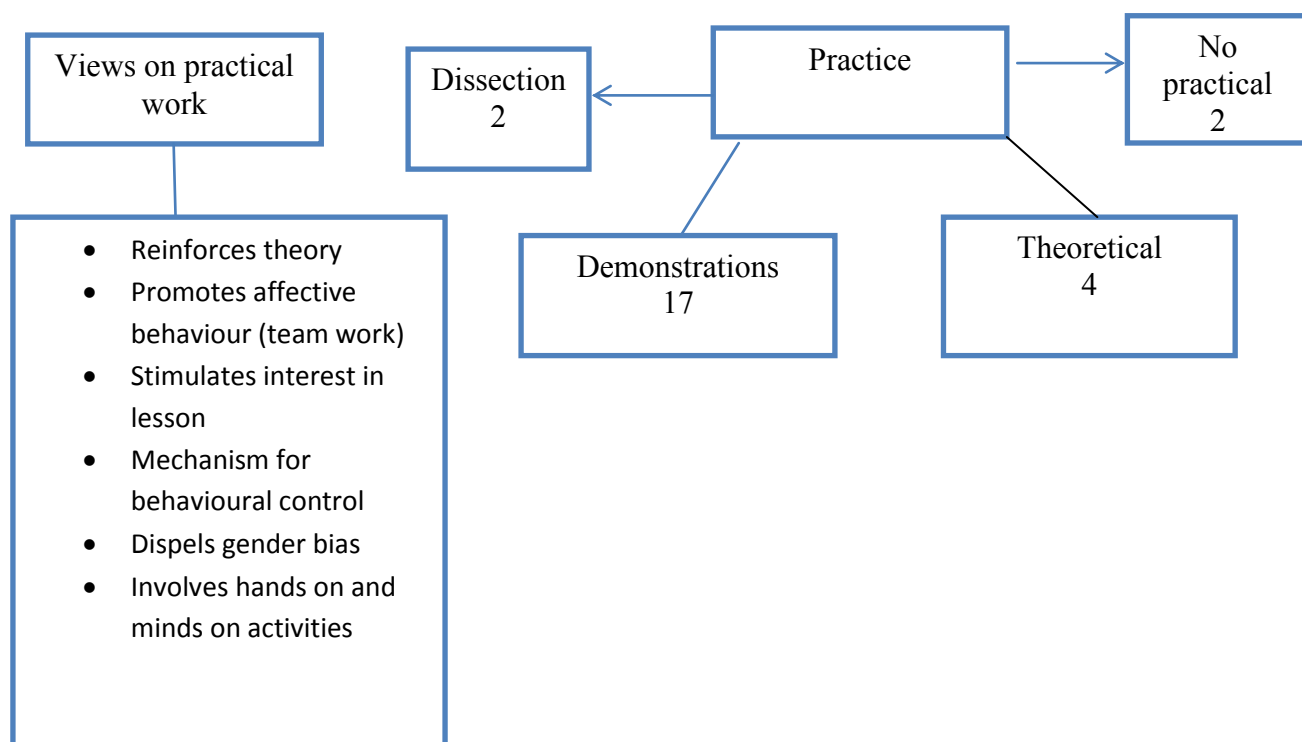 Views on practical
work
• Reinforces theory
• Promotes affective
behaviour (team work)
• Stimulates interest in
lesson
• Mechanism for
behavioural control
• Dispels gender bias
• Involves hands on and
minds on activities
Practice
Dissection
2
No
practical
2
Demonstrations
17
Theoretical
4